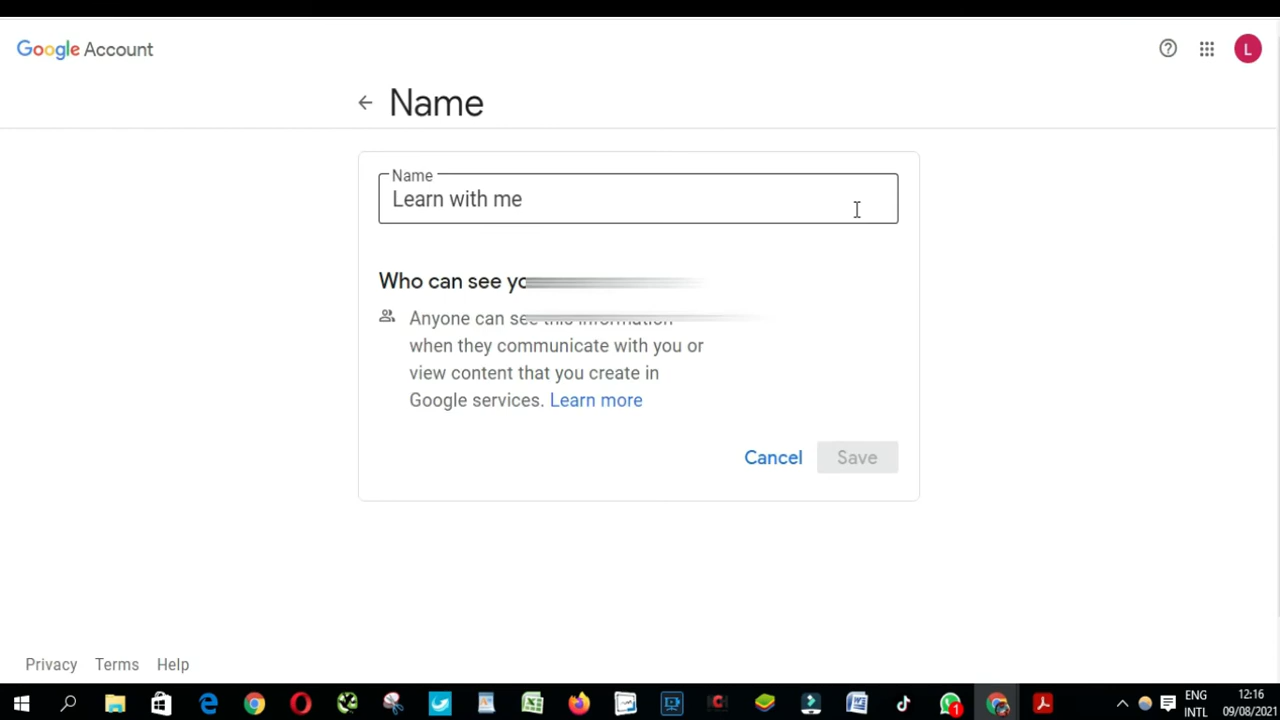 Google Account
L
Name
Name
Learn with me
Who can see
Anyone can see this information
when they communicate with you or
view content that you create in
Google services. Learn more
Cancel
Save
Privacy
Terms
Help
1
ENG
INTL
12:16
09/08/2021